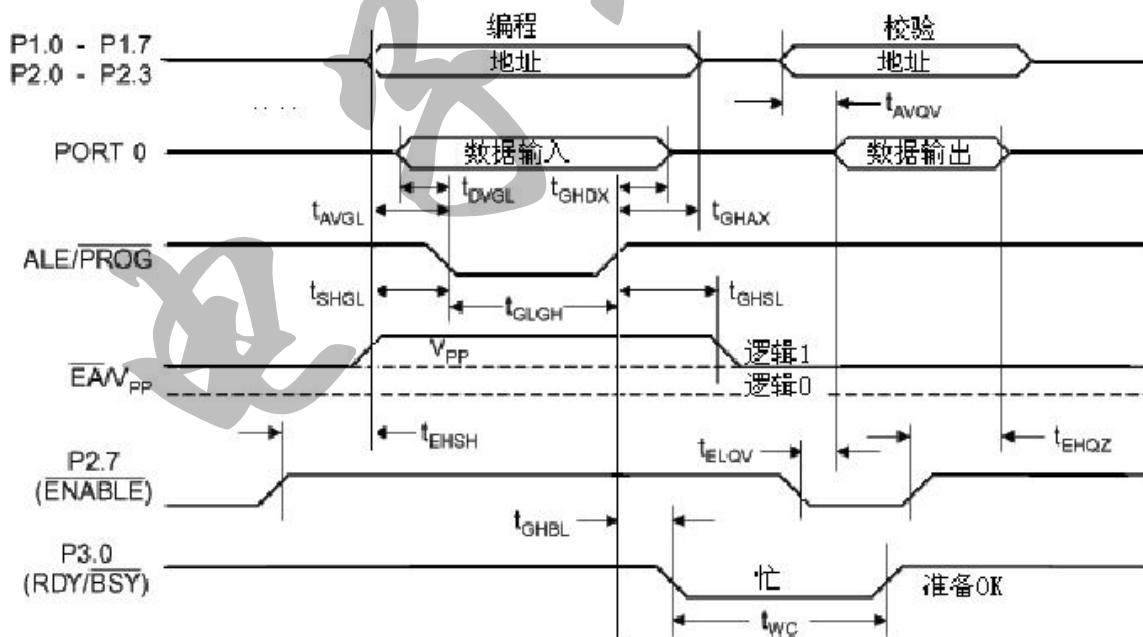 编程
校验
P1.0 - P1.7
P2.0 - P2.3
地址
地址
tAVQV
PORT 0
数据输入
数据输出
tDVGL
tGHDX
tAVGL
tGHAX
ALE/PROG
tSHGL
tGLGH
tGHSL
EA/VPP
VPP
逻辑1
逻辑0
tEHSH
tELQV
tEHQZ
P2.7
(ENABLE)
tGHBL
P3.0
(RDY/BSY)
忙
准备OK
tWC